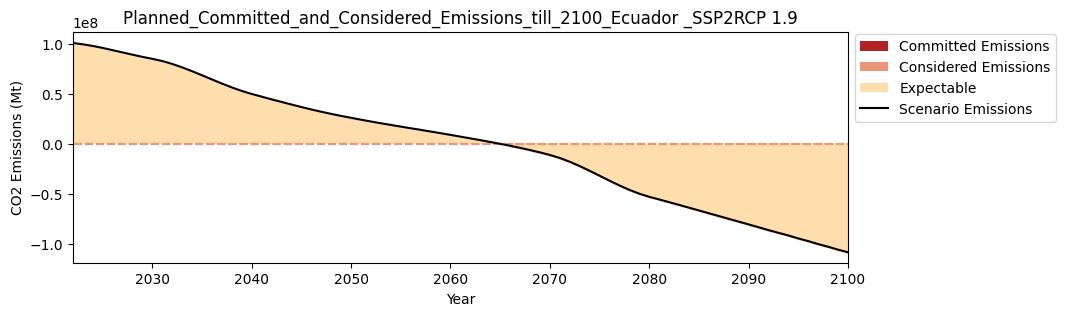 Planned_Committed_and_Considered_Emissions_till_2100_Ecuador _SSP2RCP 1.9
1e8
1.0
0.5
0.0
−0.5
−1.0
CO2 Emissions (Mt)
2030 2040 2050 2060 2070 2080 2090 2100
Year
Committed Emissions
Considered Emissions
Expectable
Scenario Emissions